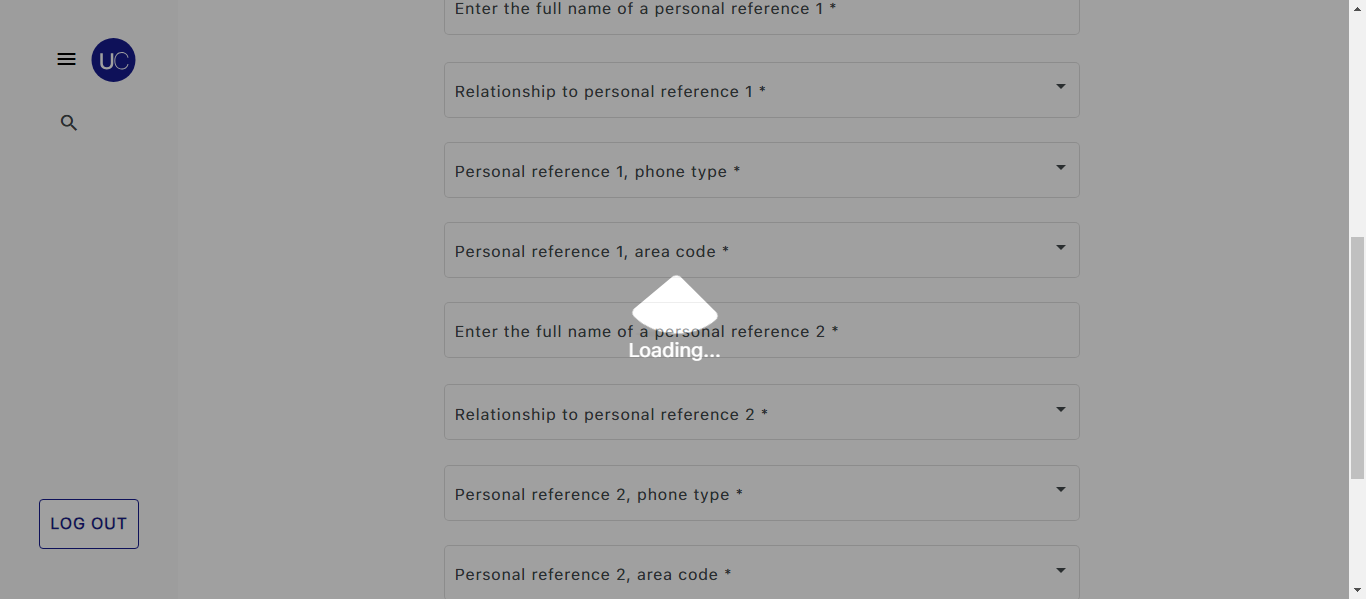 Enter the full name of a personal reference 1 *
UC
Relationship to personal reference 1 *
Personal reference 1, phone type *
Personal reference 1, area code *
Enter the full name of a personal reference 2 *
Loading...
Relationship to personal reference 2 *
Personal reference 2, phone type *
LOG OUT
Personal reference 2, area code *